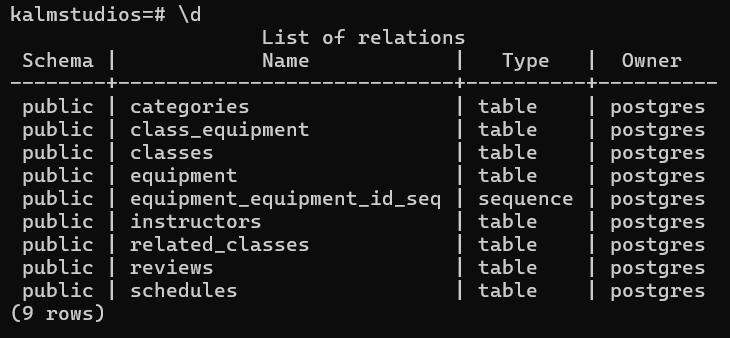 kalmstudios=# \d
                     List of relations
 Schema |            Name            |   Type   |  Owner
--------+----------------------------+----------+----------
 public | categories                 | table    | postgres
 public | class_equipment            | table    | postgres
 public | classes                    | table    | postgres
 public | equipment                  | table    | postgres
 public | equipment_equipment_id_seq | sequence | postgres
 public | instructors                | table    | postgres
 public | related_classes            | table    | postgres
 public | reviews                    | table    | postgres
 public | schedules                  | table    | postgres
(9 rows)